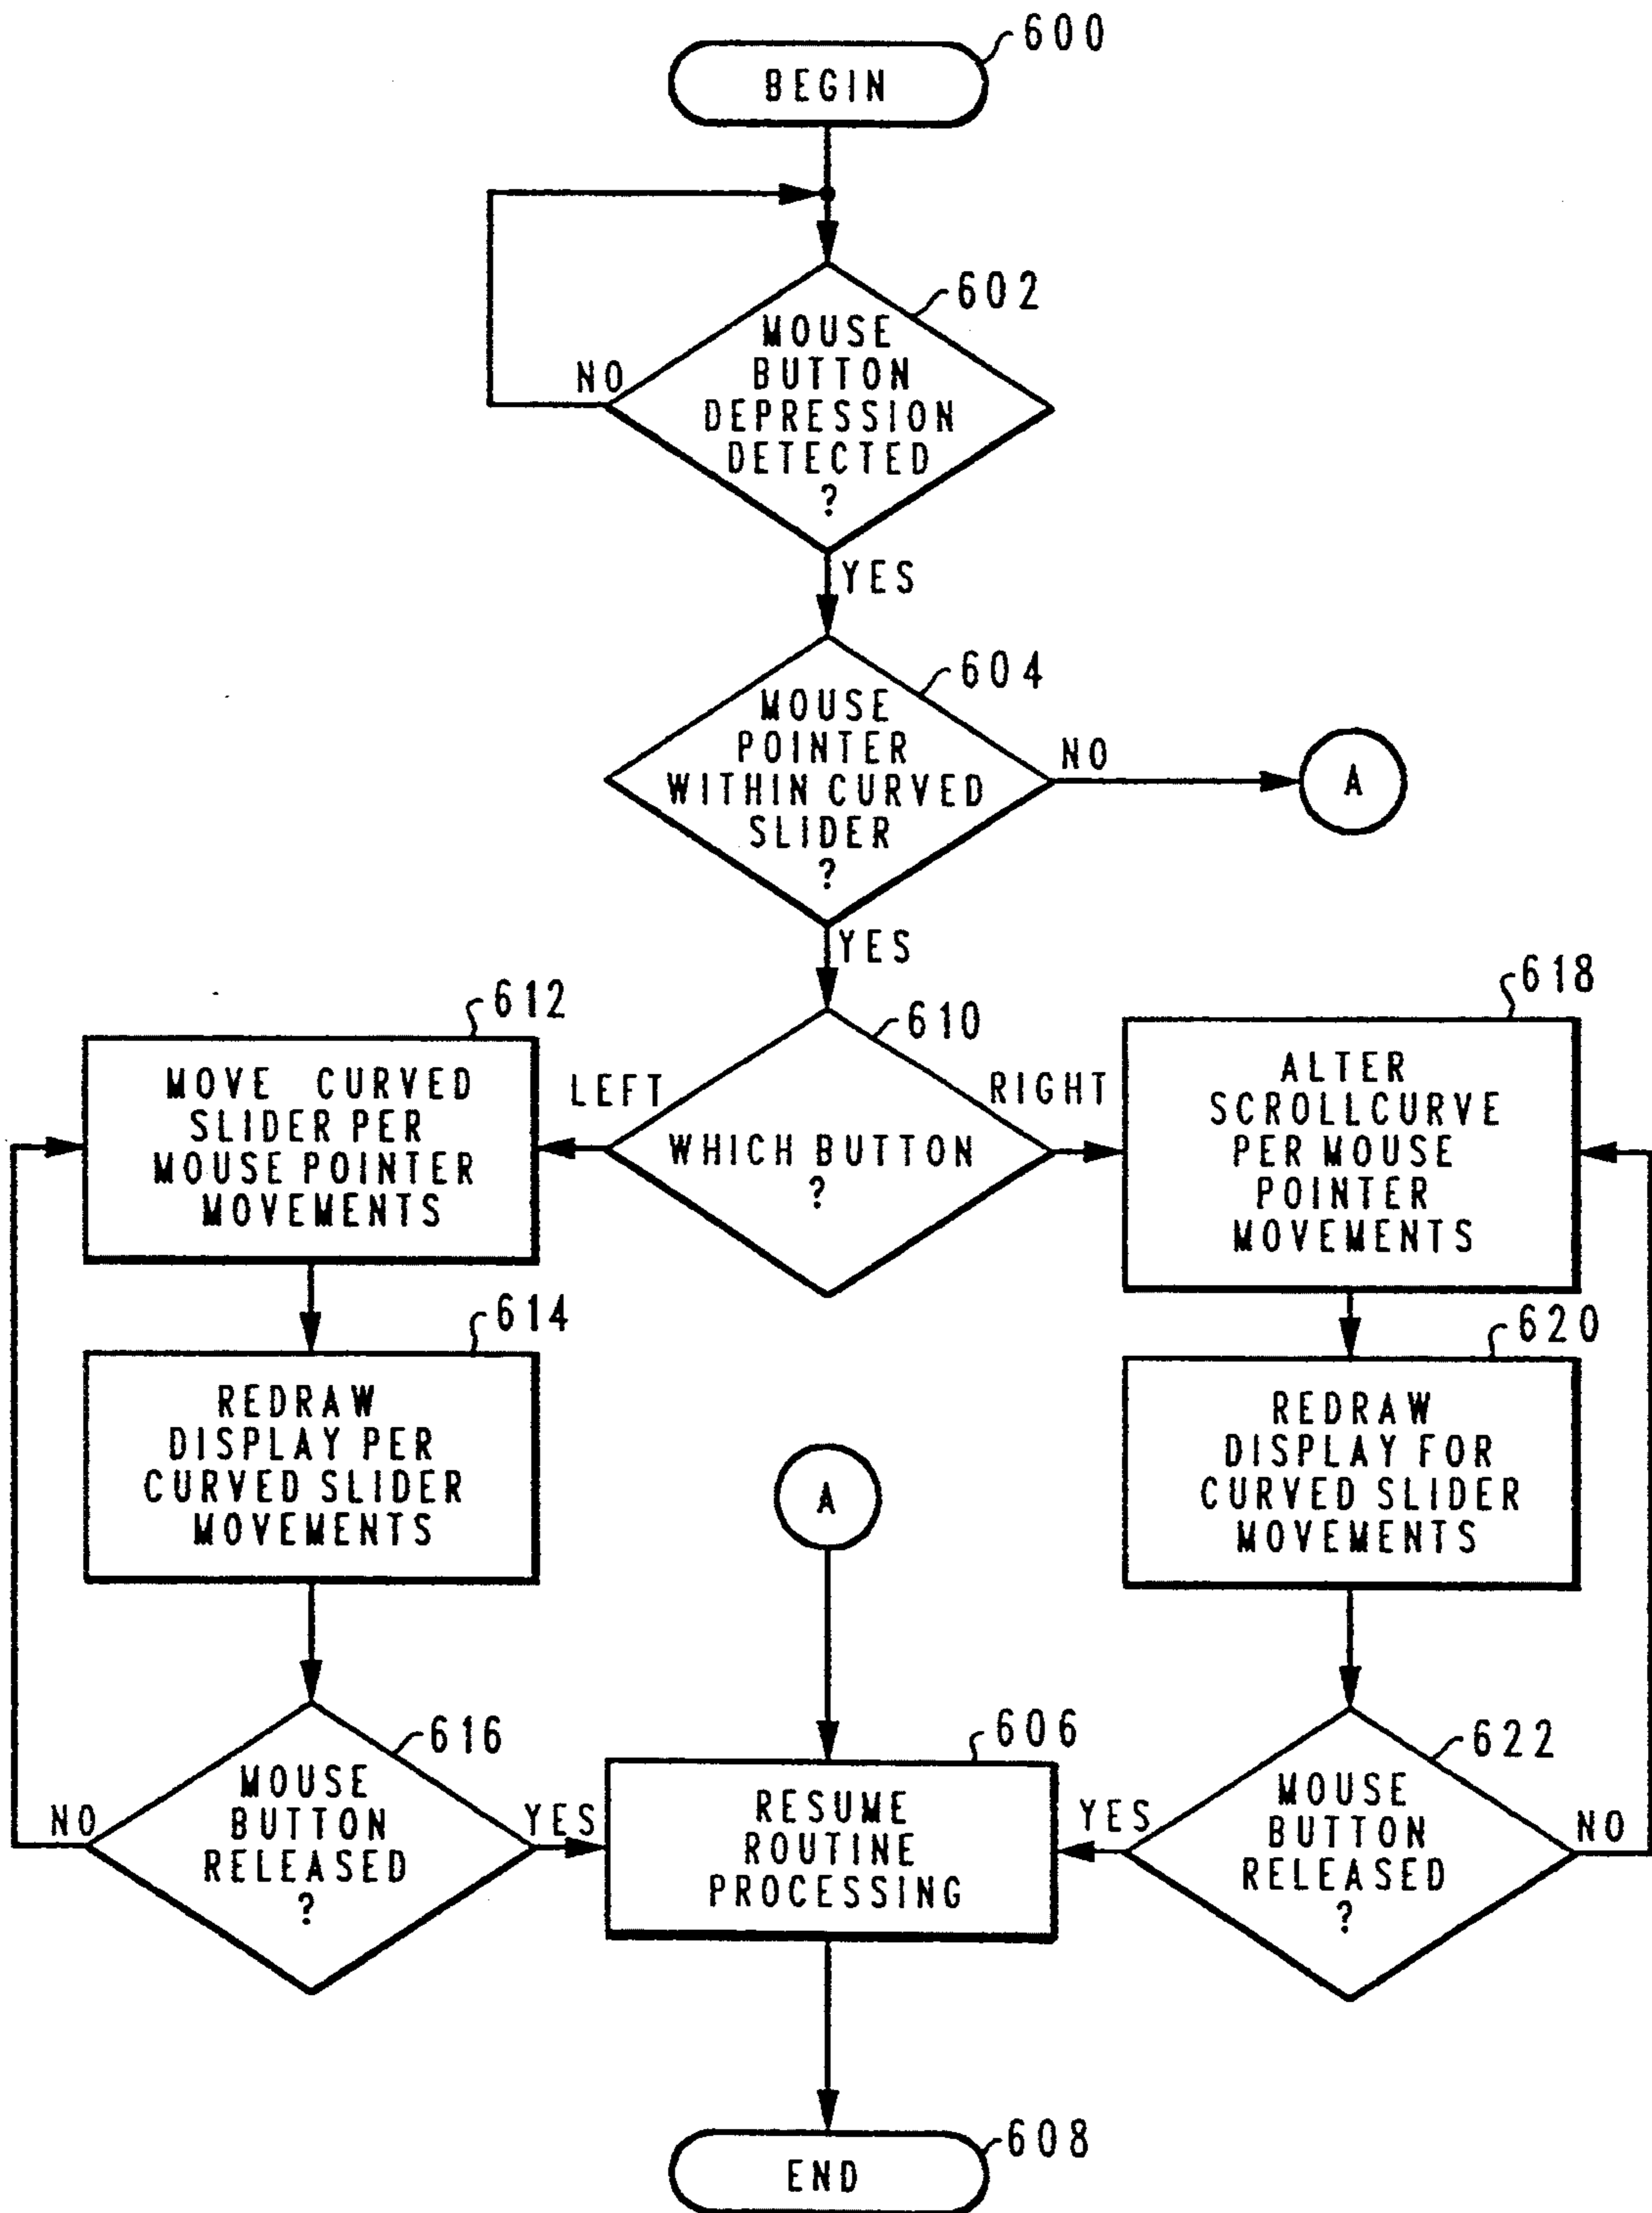 600
BEGIN
602
MOUSE
BUTTON
DEPRESSION
DETECTED
?
NO
YES
604
MOUSE
POINTER
WITHIN CURVED
SLIDER
?
NO
A
YES
610
WHICH BUTTON
?
LEFT
RIGHT
612
MOVE CURVED
SLIDER PER
MOUSE POINTER
MOVEMENTS
618
ALTER
SCROLLCURVE
PER MOUSE
POINTER
MOVEMENTS
614
REDRAW
DISPLAY PER
CURVED SLIDER
MOVEMENTS
620
REDRAW
DISPLAY FOR
CURVED SLIDER
MOVEMENTS
A
616
MOUSE
BUTTON
RELEASED
?
NO
YES
606
RESUME
ROUTINE
PROCESSING
622
MOUSE
BUTTON
RELEASED
?
YES
NO
608
END